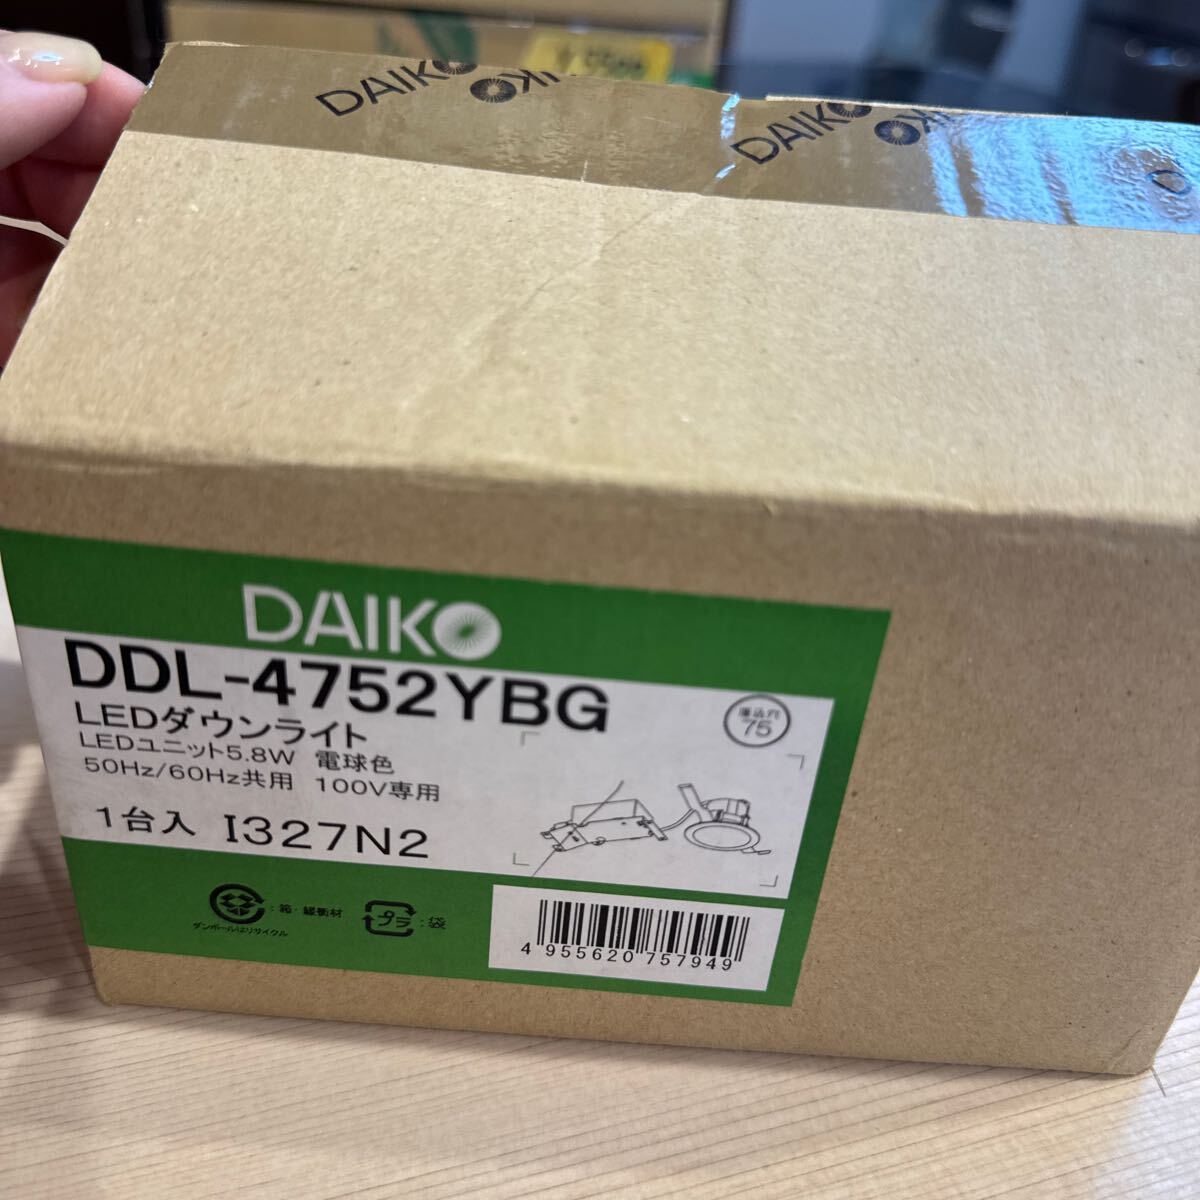 DAIKO
DAIKO
DAIKO
DDL-4752YBG
LEDダウンライト
LEDユニット5.8W 電球色
50Hz/60Hz共用 100V専用
1台入 I327N2
埋込穴
75
:箱・緩衝材
ダンボールはリサイクル
プラ
:袋
4 955620 757949